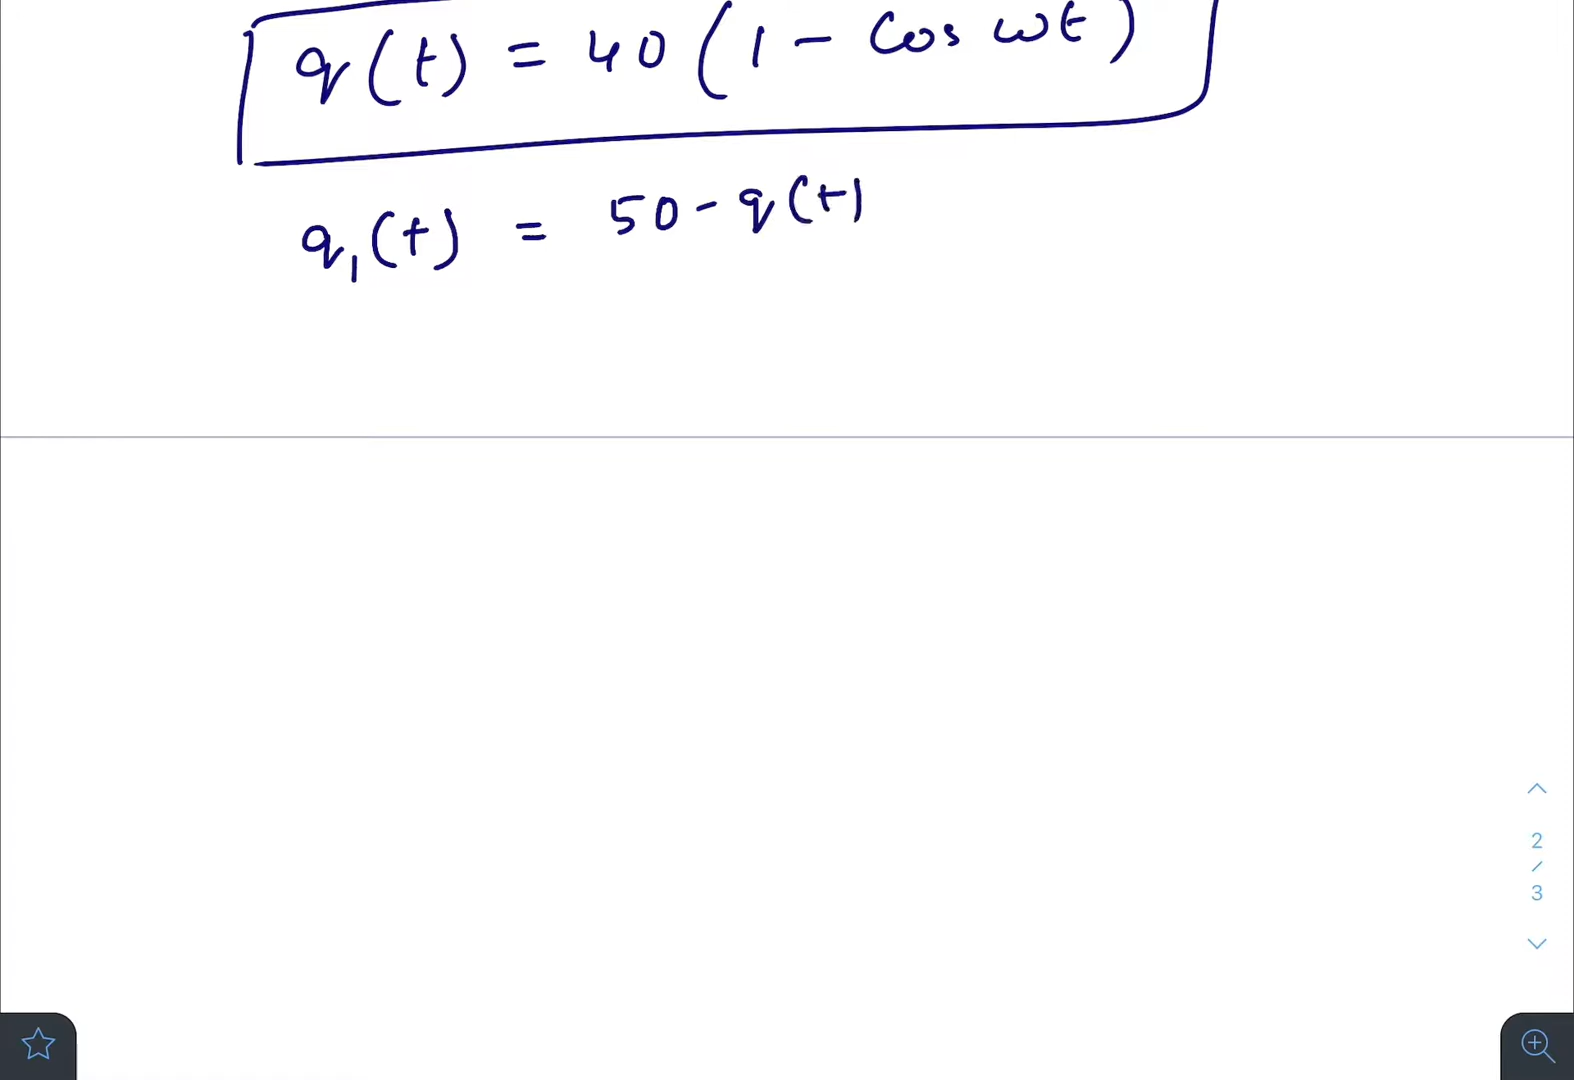 q(t) = 40 (1 - Cos ωt)
q₁(t) = 50 - q(t)
2
/
3